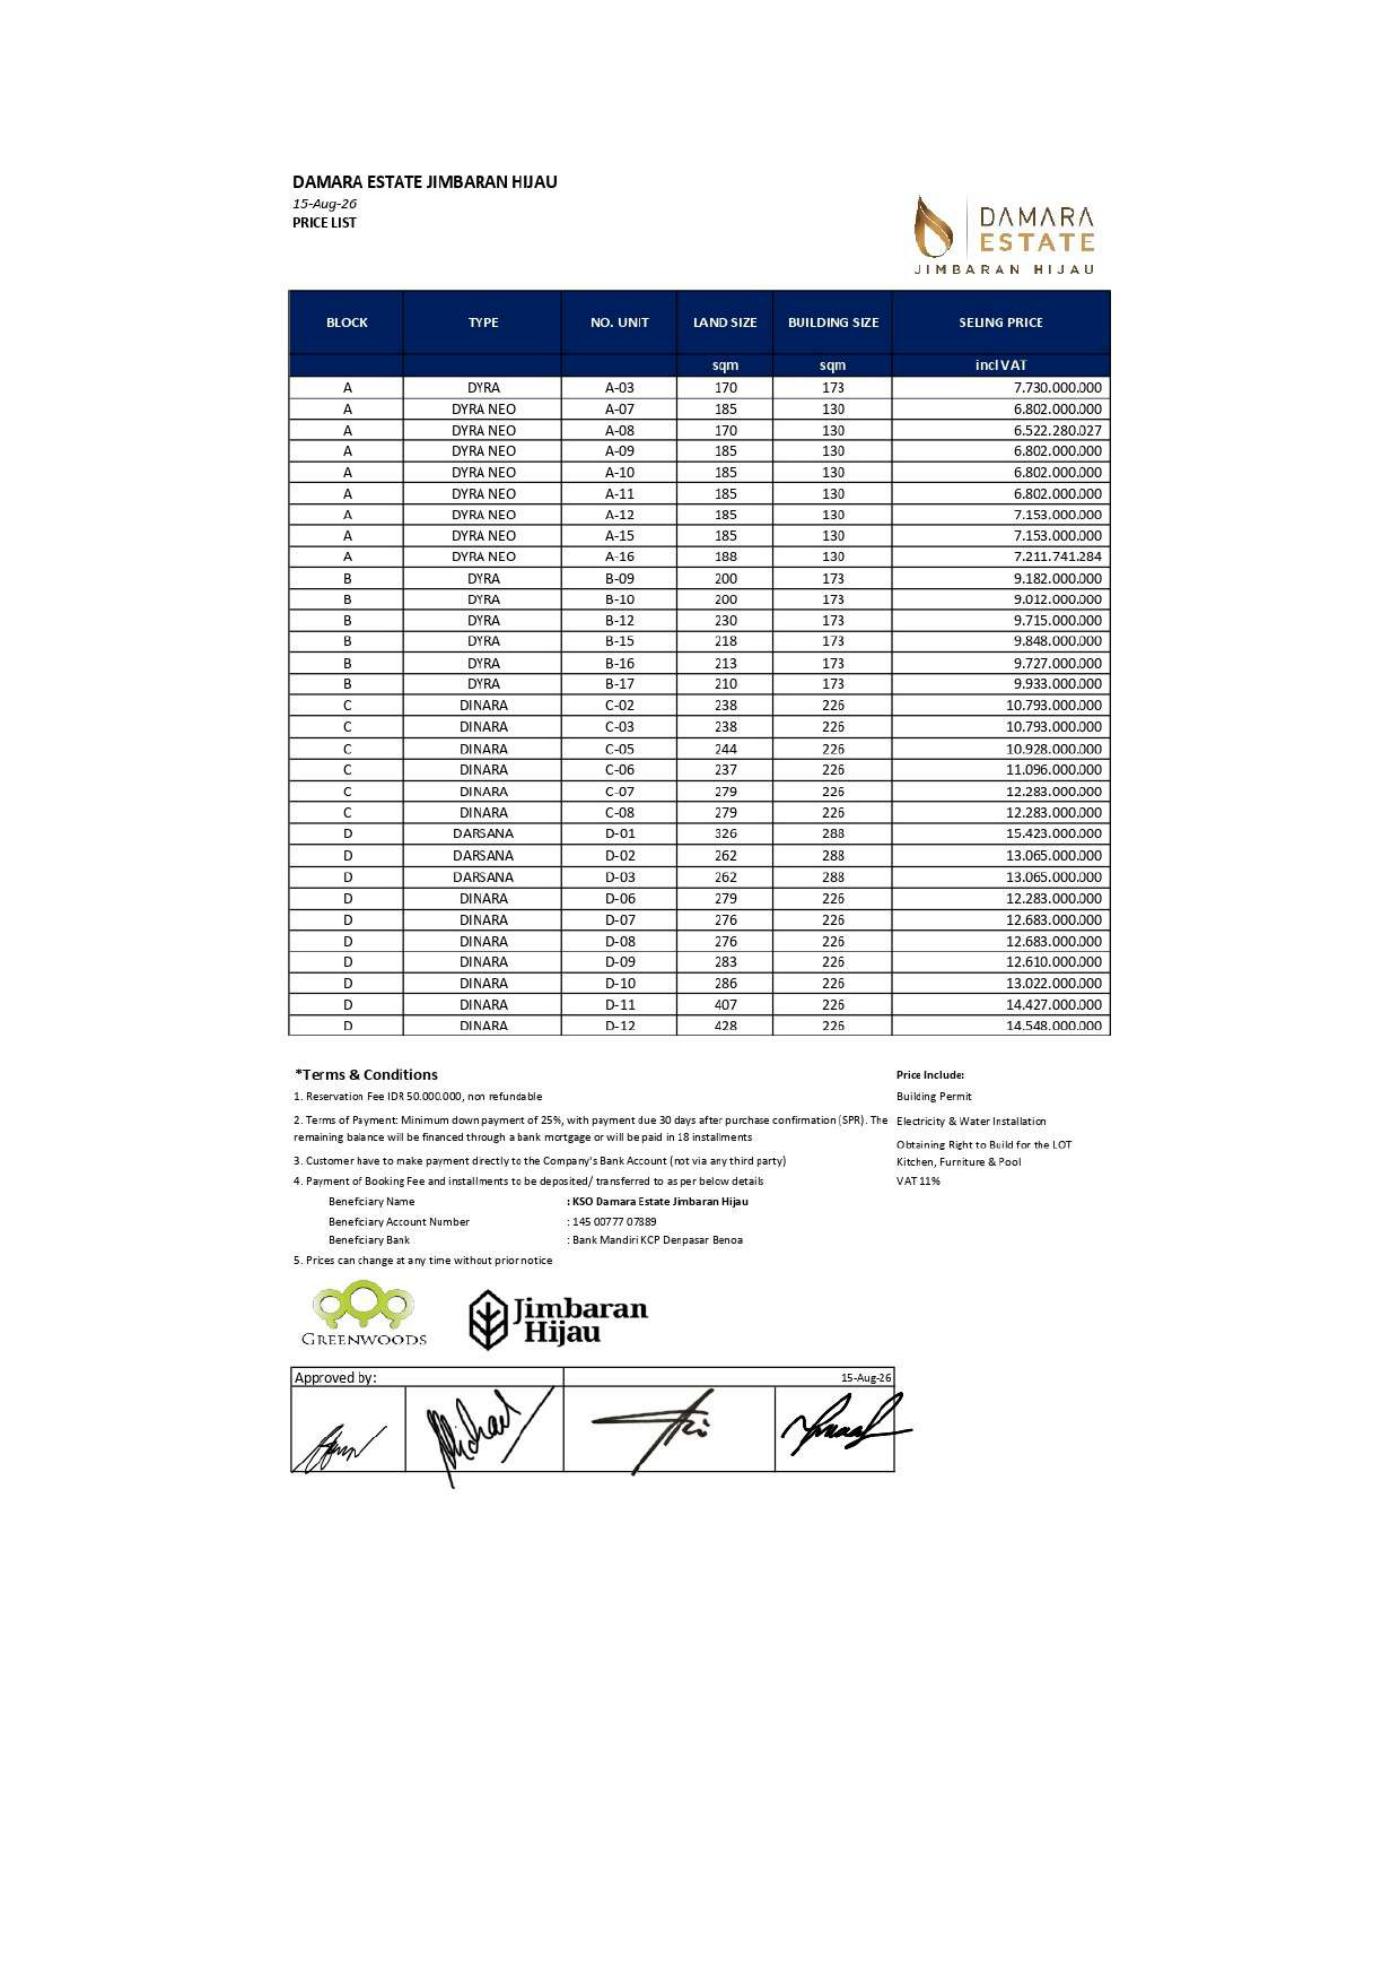 DAMARA ESTATE JIMBARAN HIJAU
15-Aug-26
PRICE LIST
DAMARA
ESTATE
JIMBARAN HIJAU
BLOCK TYPE NO. UNIT LAND SIZE BUILDING SIZE SELING PRICE
sqm sqm incl VAT
A DYRA A-03 170 173 7.730.000.000
A DYRA NEO A-07 185 130 6.802.000.000
A DYRA NEO A-08 170 130 6.522.280.027
A DYRA NEO A-09 185 130 6.802.000.000
A DYRA NEO A-10 185 130 6.802.000.000
A DYRA NEO A-11 185 130 6.802.000.000
A DYRA NEO A-12 185 130 7.153.000.000
A DYRA NEO A-15 185 130 7.153.000.000
A DYRA NEO A-16 188 130 7.211.741.284
B DYRA B-09 200 173 9.182.000.000
B DYRA B-10 200 173 9.012.000.000
B DYRA B-12 230 173 9.715.000.000
B DYRA B-15 218 173 9.848.000.000
B DYRA B-16 213 173 9.727.000.000
B DYRA B-17 210 173 9.933.000.000
C DINARA C-02 238 226 10.793.000.000
C DINARA C-03 238 226 10.793.000.000
C DINARA C-05 244 226 10.928.000.000
C DINARA C-06 237 226 11.096.000.000
C DINARA C-07 279 226 12.283.000.000
C DINARA C-08 279 226 12.283.000.000
D DARSANA D-01 326 288 15.423.000.000
D DARSANA D-02 262 288 13.065.000.000
D DARSANA D-03 262 288 13.065.000.000
D DINARA D-06 279 226 12.283.000.000
D DINARA D-07 276 226 12.683.000.000
D DINARA D-08 276 226 12.683.000.000
D DINARA D-09 283 226 12.610.000.000
D DINARA D-10 286 226 13.022.000.000
D DINARA D-11 407 226 14.427.000.000
D DINARA D-12 428 226 14.548.000.000
*Terms & Conditions
1. Reservation Fee IDR 50.000.000, non refundable
2. Terms of Payment: Minimum down payment of 25%, with payment due 30 days after purchase confirmation (SPR). The
remaining balance will be financed through a bank mortgage or will be paid in 18 installments
3. Customer have to make payment directly to the Company's Bank Account (not via any third party)
4. Payment of Booking Fee and installments to be deposited/ transferred to as per below details
Beneficiary Name : KSO Damara Estate Jimbaran Hijau
Beneficiary Account Number : 145 00777 07889
Beneficiary Bank : Bank Mandiri KCP Denpasar Benoa
5. Prices can change at any time without prior notice
Price Include:
Building Permit
Electricity & Water Installation
Obtaining Right to Build for the LOT
Kitchen, Furniture & Pool
VAT 11%
GREENWOODS
Jimbaran
Hijau
Approved by: 15-Aug-26
Michael